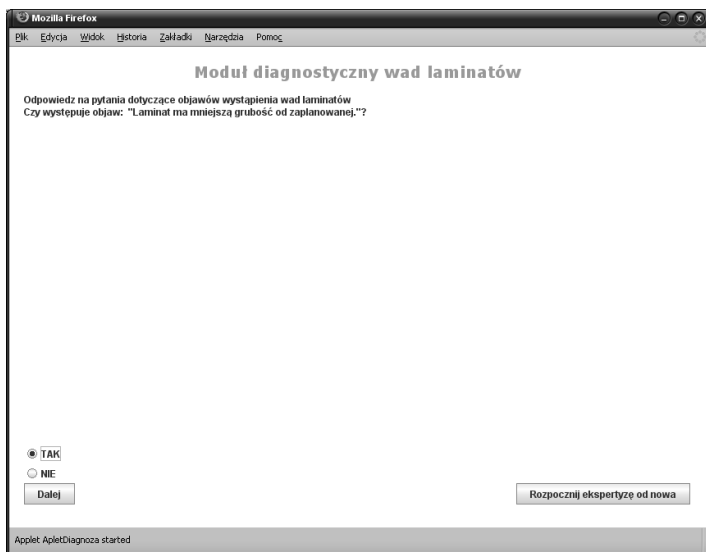 Mozilla Firefox
Plik Edycja Widok Historia Zakładki Narzędzia Pomoc
Moduł diagnostyczny wad laminatów
Odpowiedz na pytania dotyczące objawów wystąpienia wad laminatów
Czy występuje objaw: "Laminat ma mniejszą grubość od zaplanowanej."?
TAK
NIE
Dalej Rozpocznij ekspertyzę od nowa
Applet ApletDiagnoza started